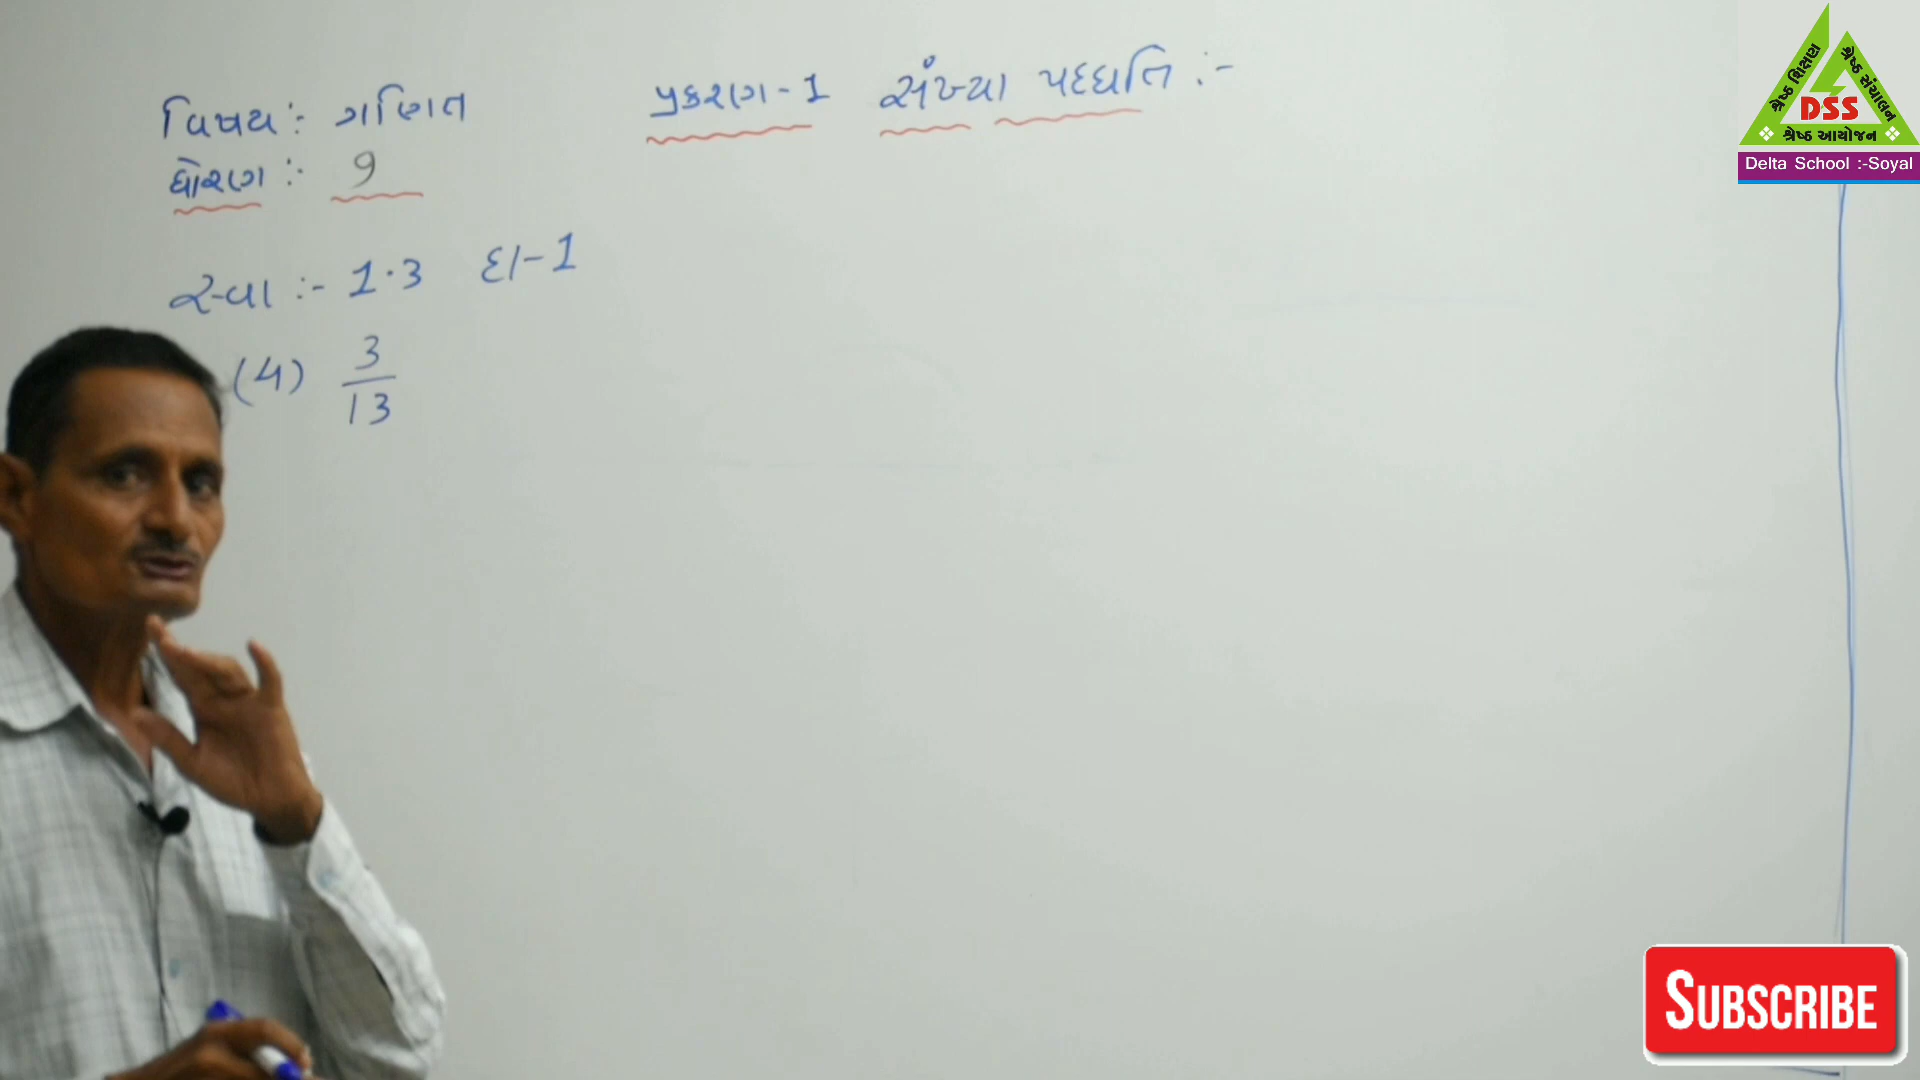 વિષય :- ગણિત
ધોરણ :- 9
પ્રકરણ-1 સંખ્યા પદ્ધતિ :-
સ્વા :- 1.3 દા-1
(4) 3/13
શ્રેષ્ઠ શિક્ષણ
શ્રેષ્ઠ સંચાલન
DSS
❖ શ્રેષ્ઠ આયોજન ❖
Delta School :-Soyal
SUBSCRIBE